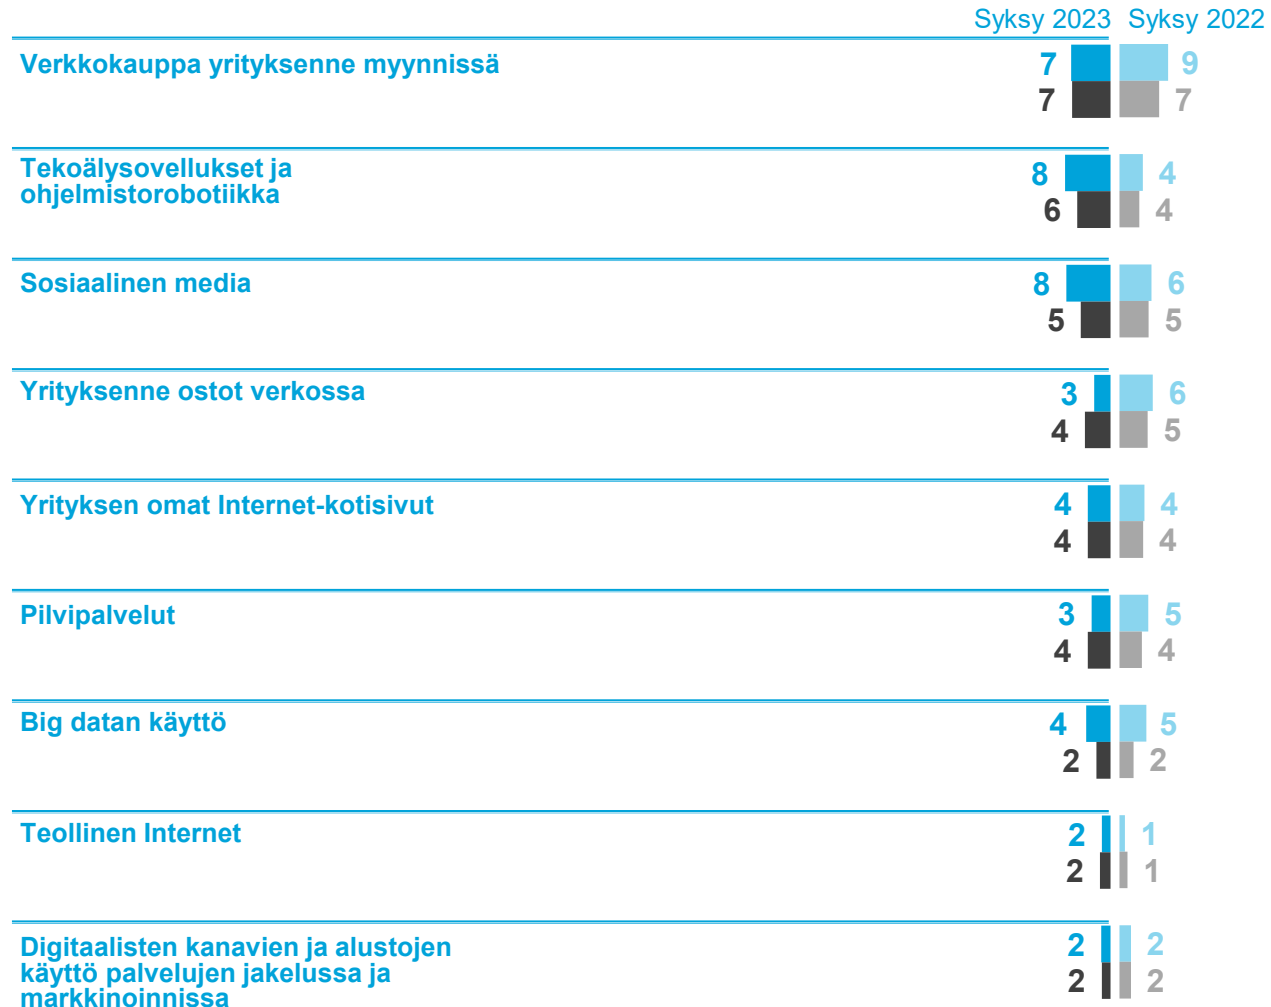 Syksy 2023 Syksy 2022
Verkkokauppa yrityksenne myynnissä 7 9
7 7
Tekoälysovellukset ja
ohjelmistorobotiikka
8 4
6 4
Sosiaalinen media 8 6
5 5
Yrityksenne ostot verkossa 3 6
4 5
Yrityksen omat Internet-kotisivut 4 4
4 4
Pilvipalvelut 3 5
4 4
Big datan käyttö 4 5
2 2
Teollinen Internet 2 1
2 1
Digitaalisten kanavien ja alustojen
käyttö palvelujen jakelussa ja
markkinoinnissa
2 2
2 2